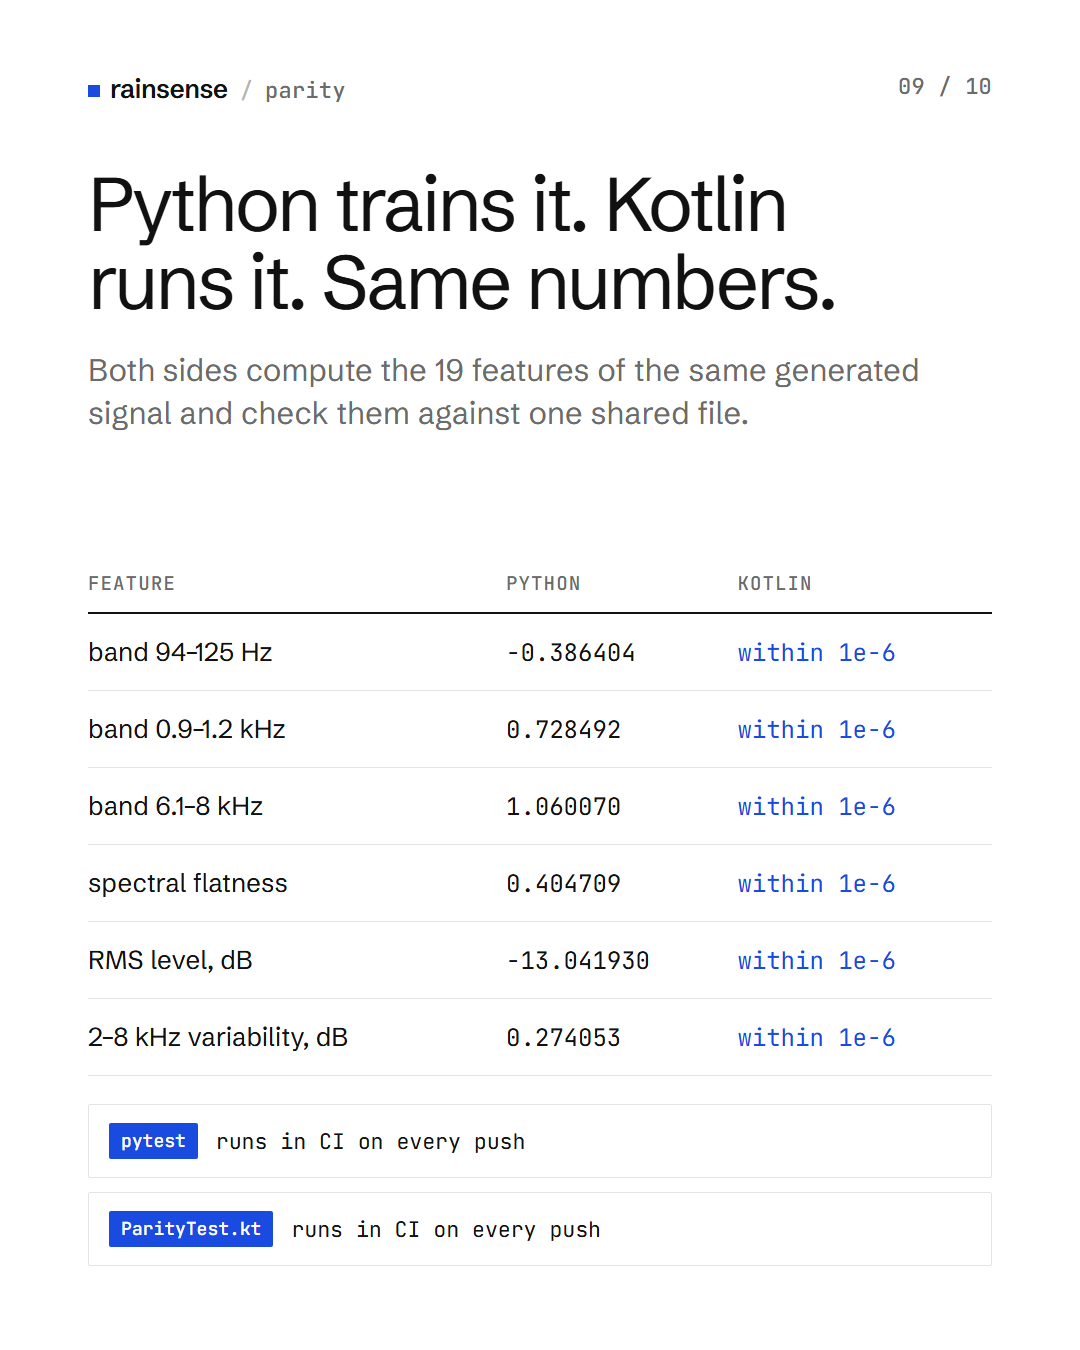 rainsense / parity
09 / 10
Python trains it. Kotlin
runs it. Same numbers.
Both sides compute the 19 features of the same generated
signal and check them against one shared file.
FEATURE PYTHON KOTLIN
band 94–125 Hz -0.386404 within 1e-6
band 0.9–1.2 kHz 0.728492 within 1e-6
band 6.1–8 kHz 1.060070 within 1e-6
spectral flatness 0.404709 within 1e-6
RMS level, dB -13.041930 within 1e-6
2–8 kHz variability, dB 0.274053 within 1e-6
pytest runs in CI on every push
ParityTest.kt runs in CI on every push